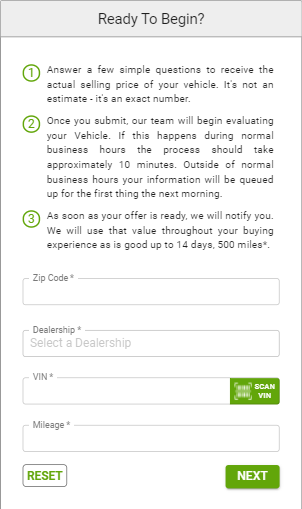 Ready To Begin?
1 Answer a few simple questions to receive the
actual selling price of your vehicle. It's not an
estimate - it's an exact number.
2 Once you submit, our team will begin evaluating
your Vehicle. If this happens during normal
business hours the process should take
approximately 10 minutes. Outside of normal
business hours your information will be queued
up for the first thing the next morning.
3 As soon as your offer is ready, we will notify you.
We will use that value throughout your buying
experience as is good up to 14 days, 500 miles*.
Zip Code *
Dealership *
Select a Dealership
VIN *
SCAN
VIN
Mileage *
RESET NEXT